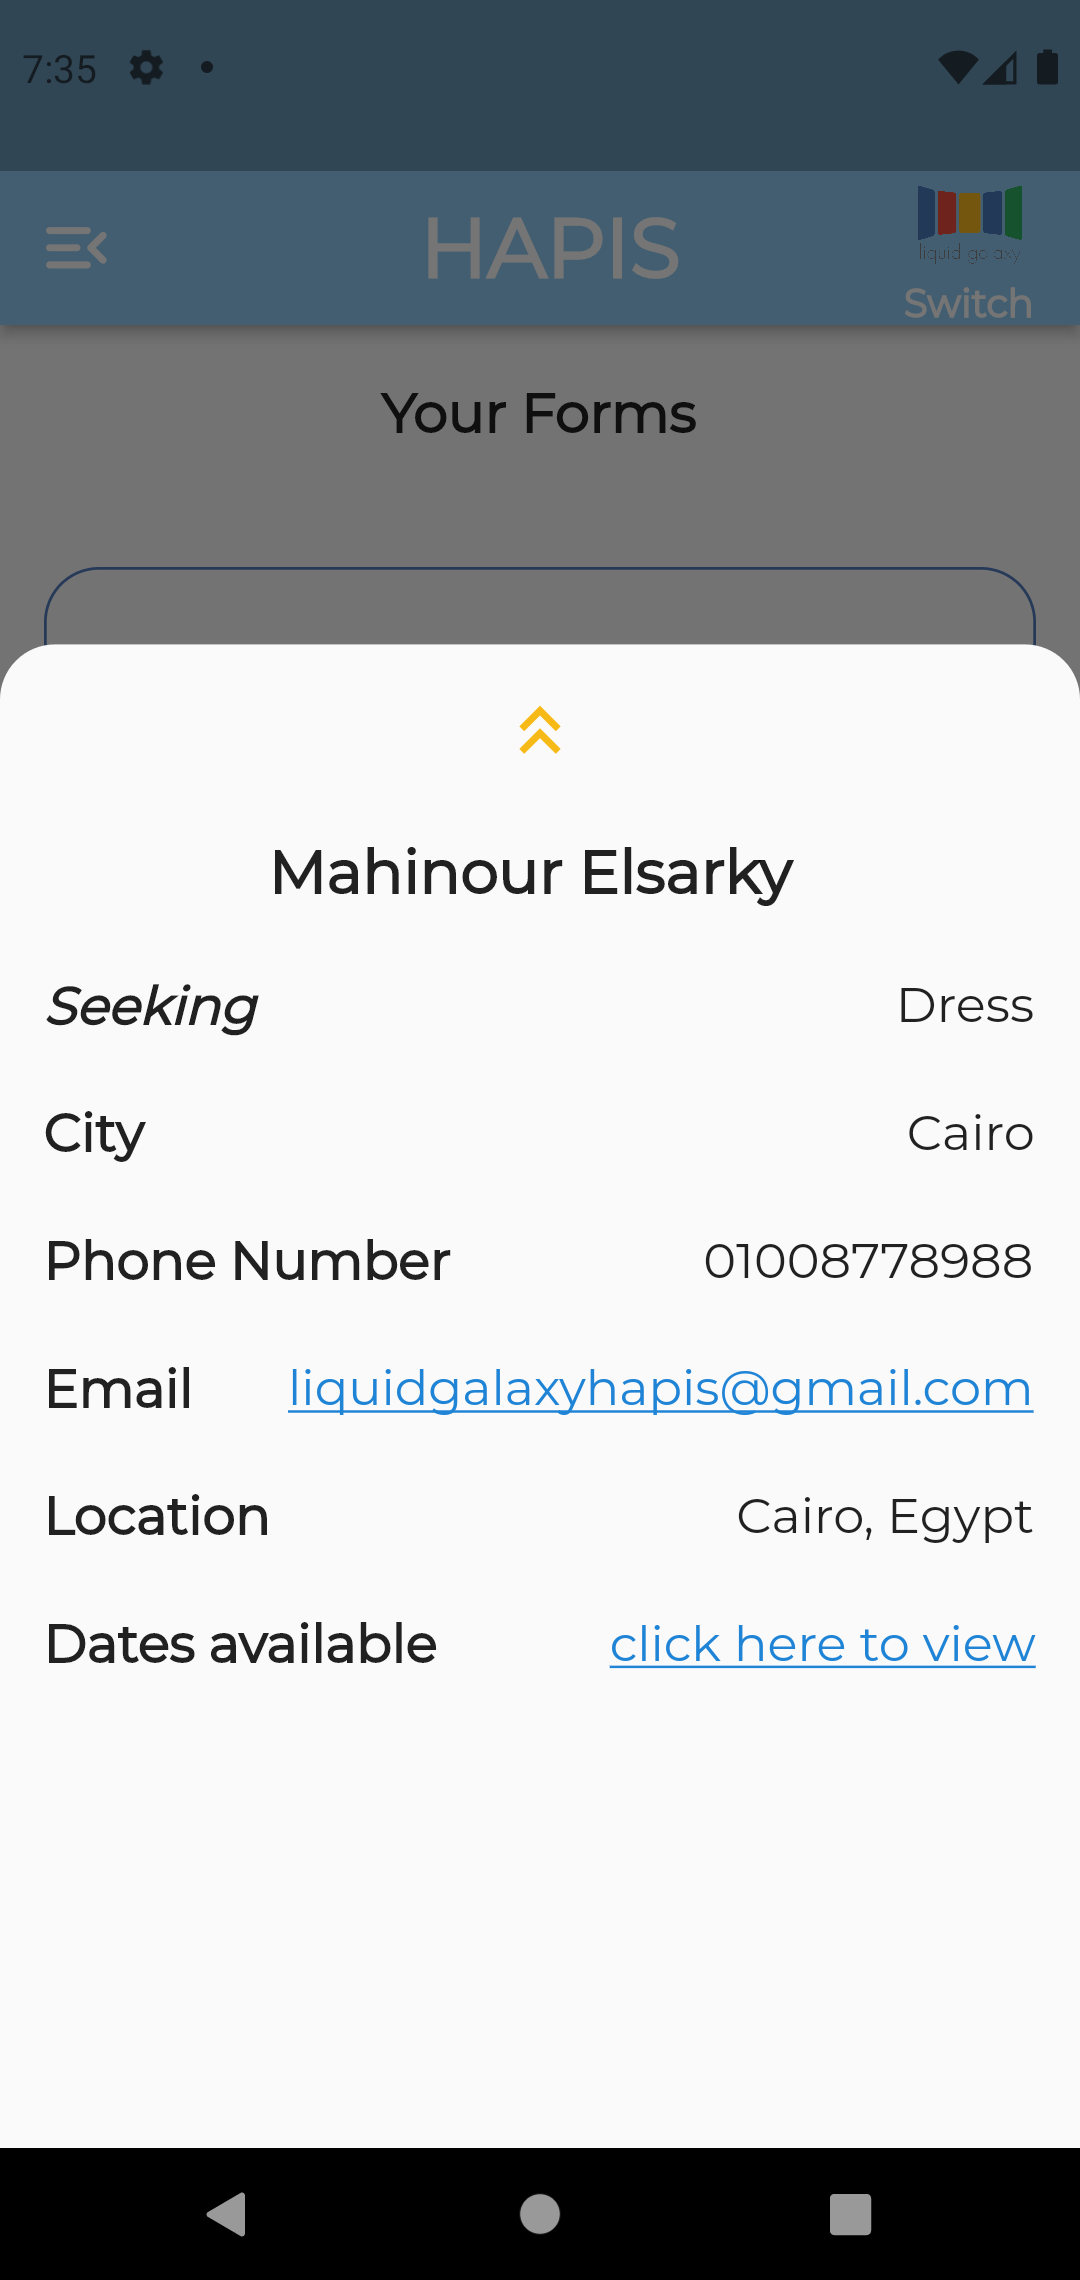 7:35
HAPIS
liquid galaxy
Switch
Your Forms
Mahinour Elsarky
Seeking Dress
City Cairo
Phone Number 01008778988
Email liquidgalaxyhapis@gmail.com
Location Cairo, Egypt
Dates available click here to view